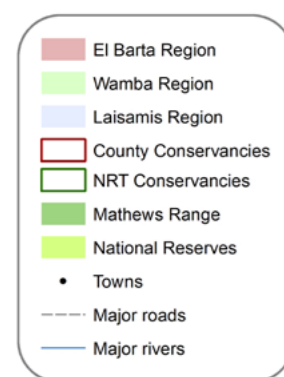 El Barta Region
Wamba Region
Laisamis Region
County Conservancies
NRT Conservancies
Mathews Range
National Reserves
Towns
Major roads
Major rivers